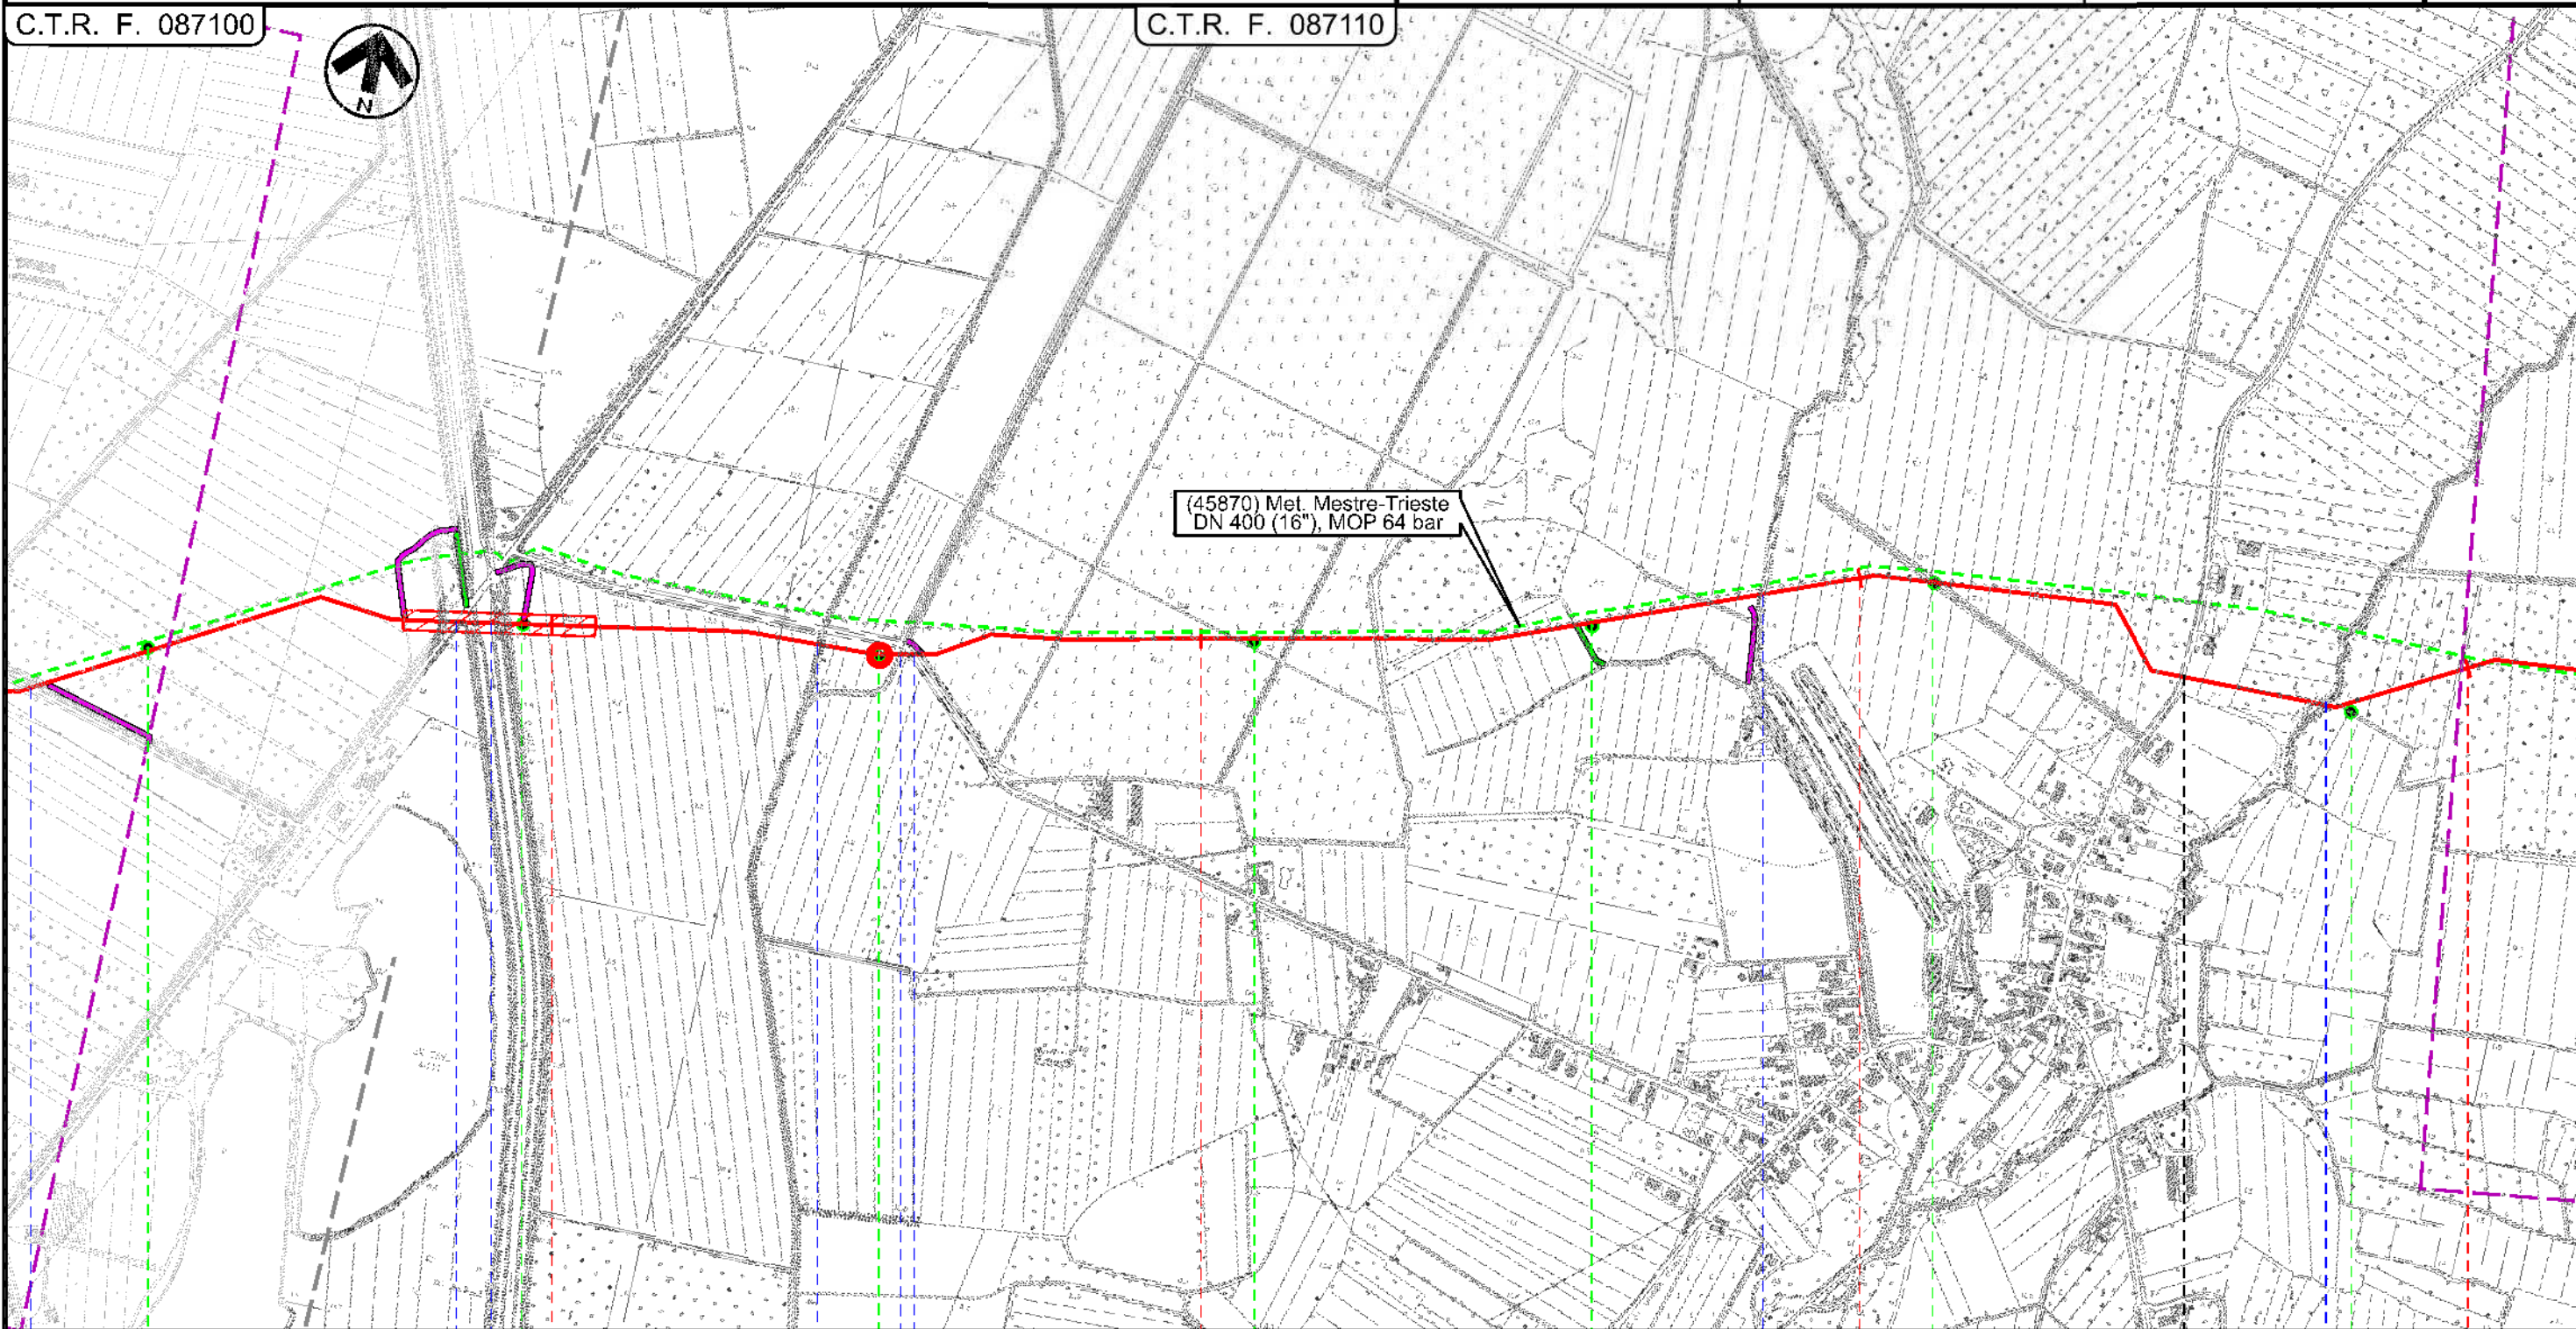 C.T.R. F. 087100
C.T.R. F. 087110
N
(45870) Met. Mestre-Trieste
DN 400 (16"), MOP 64 bar